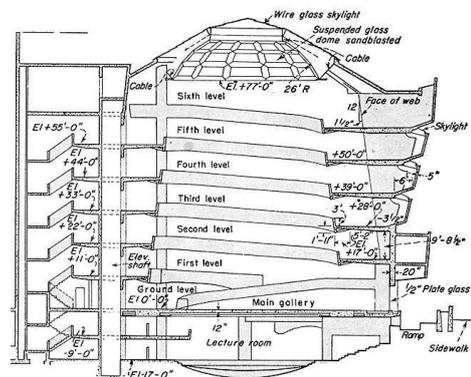 Wire glass skylight
Suspended glass
dome sandblasted
Cable
El.+77'-0"
26' R
Cable
Sixth level
12
Face of web
1 1/2"
Skylight
El +55'-0"
Fifth level
El
+44'-0"
+50'-0"
Fourth level
6'
5"
El
+33'-0"
+39'-0"
Third level
+28'-0"
3'
-3 1/2"
El
+22'-0"
Second level
1'-11"
5'-2
El
+17'-0"
9'-8 1/2"
El
+11'-0"
Elev.
shaft
First level
20"
Ground level
El 0'-0"
Main gallery
1/2" Plate glass
12"
El
-9'-0"
Lecture room
Ramp
Sidewalk
El-17'-0"